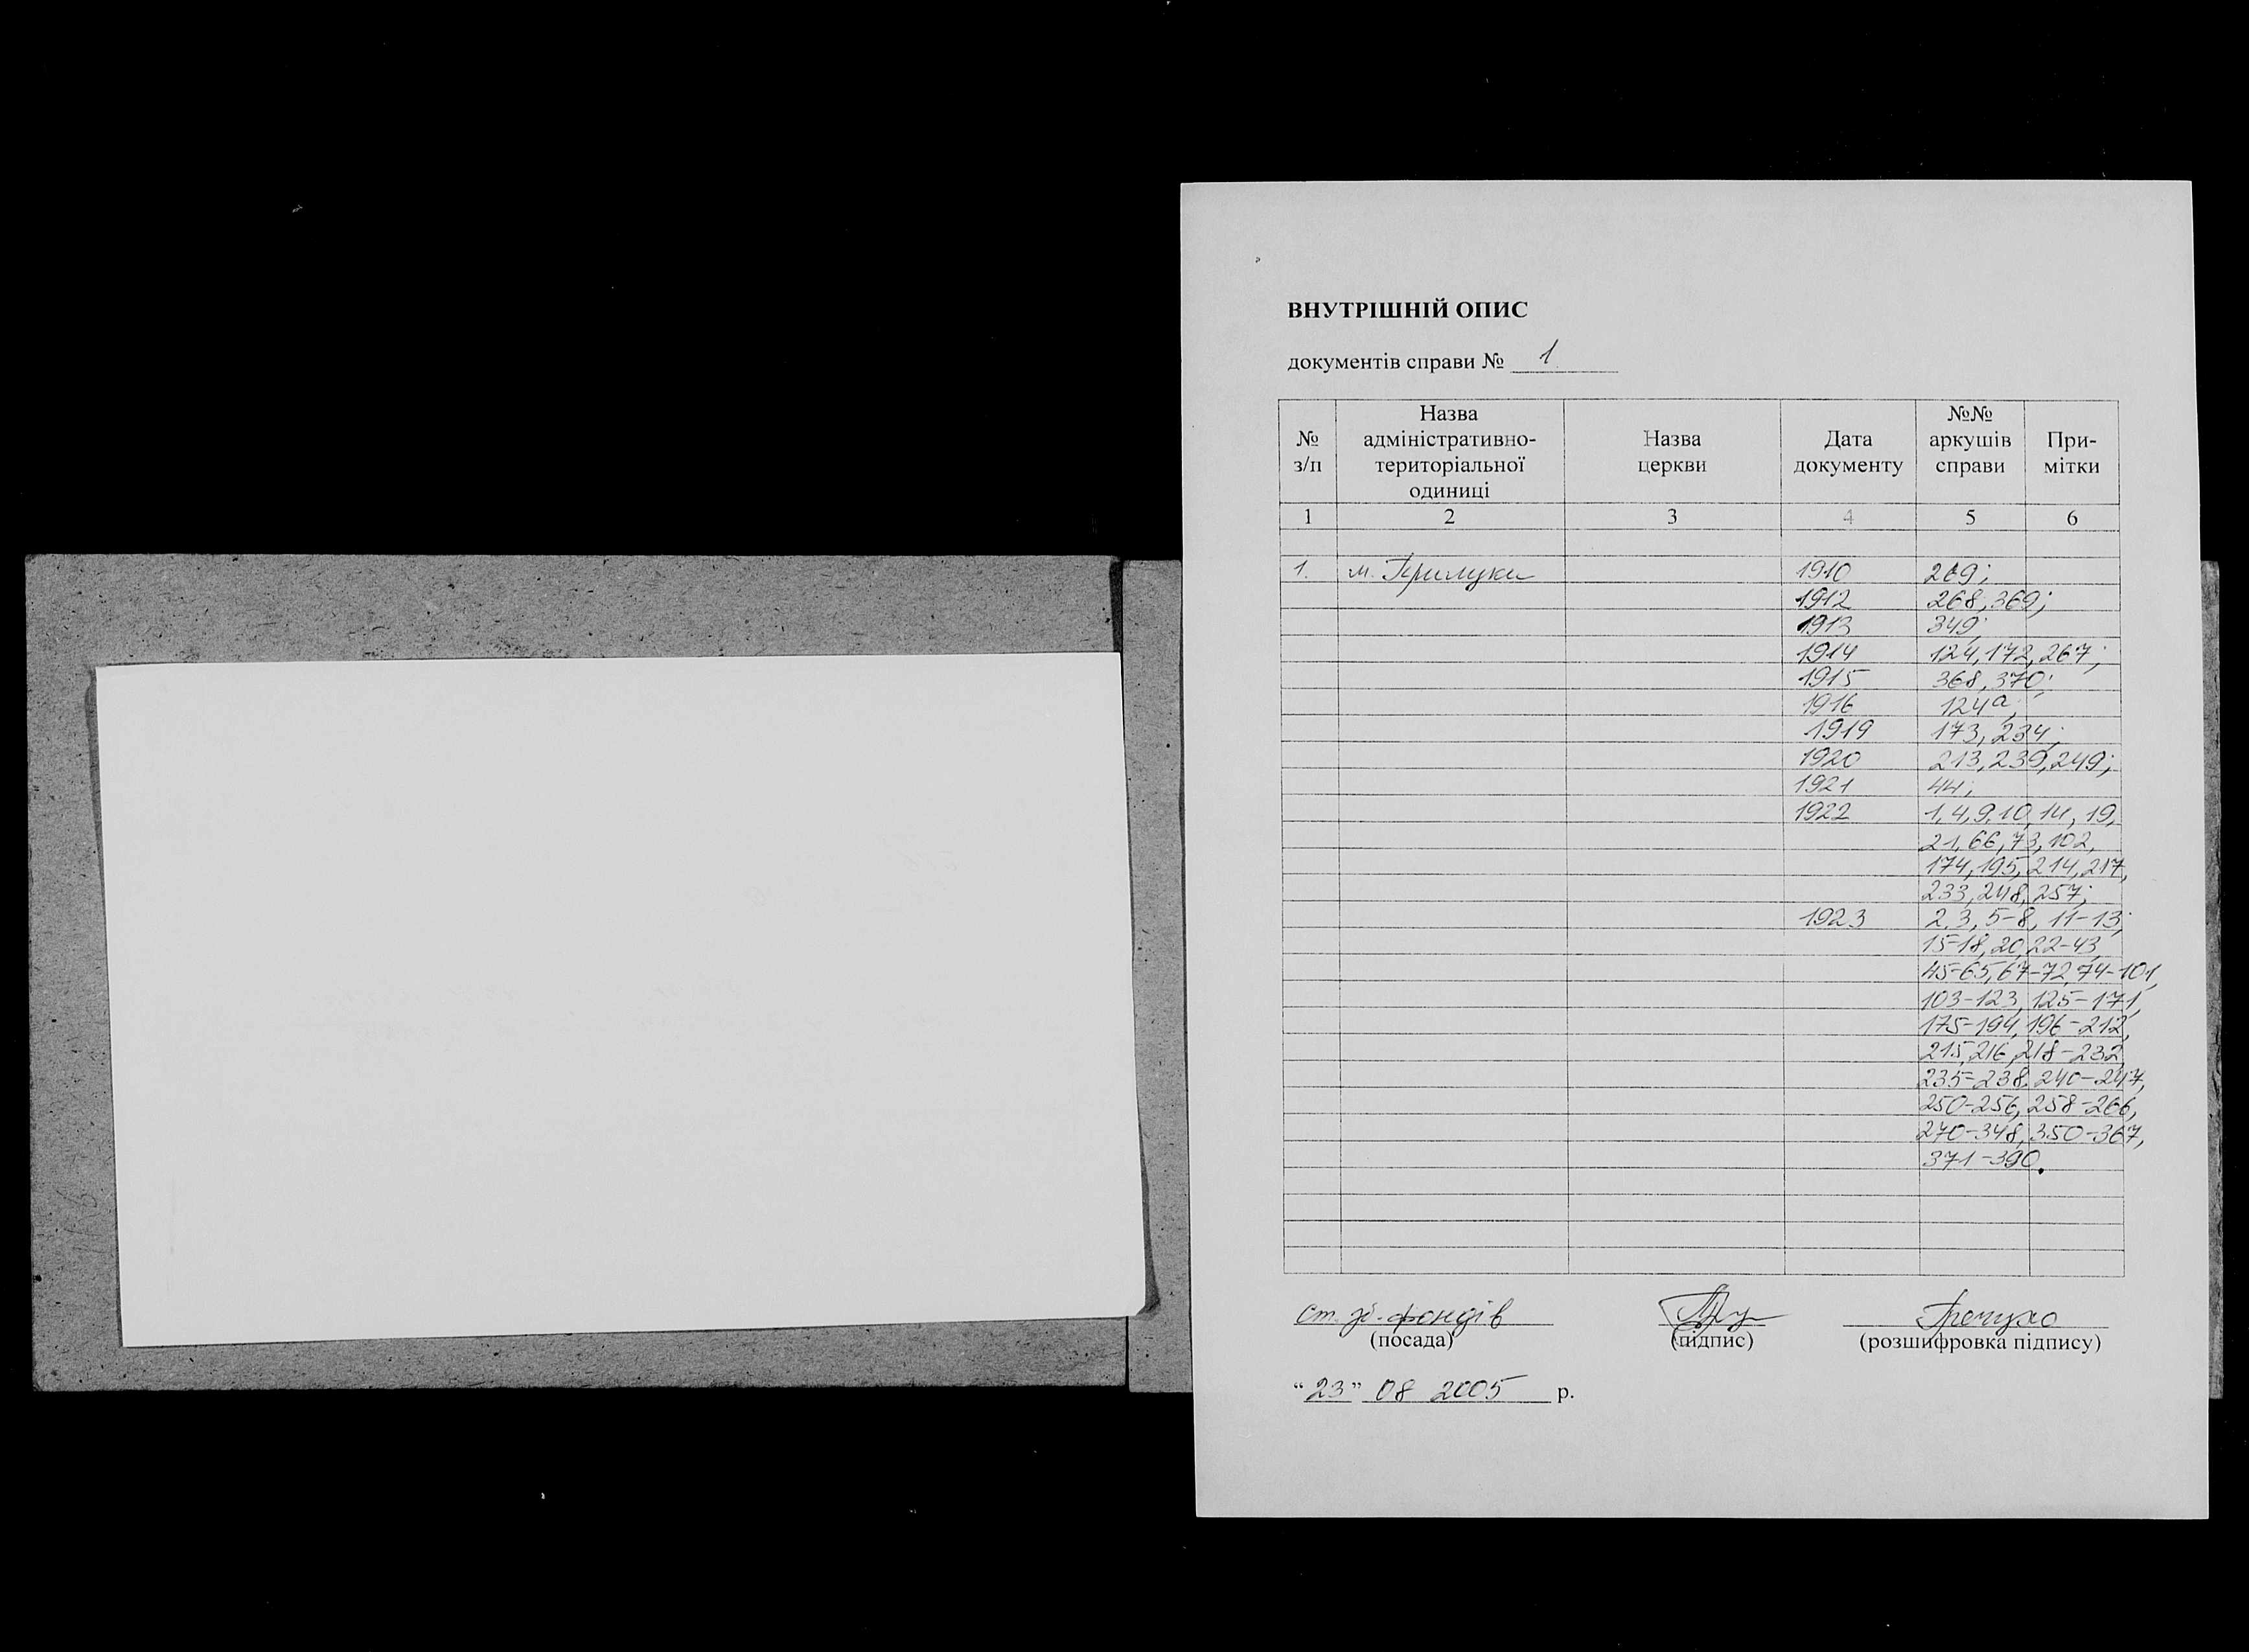 ВНУТРІШНІЙ ОПИС
документів справи № 1
№ з/п
Назва адміністративно-територіальної одиниці
Назва церкви
Дата документу
№№ аркушів справи
При-мітки
1 2 3 4 5 6
1. м. Прилуки 1910 269;
1912 268, 369;
1913 349;
1914 124, 172, 267;
1915 368, 370;
1916 124а;
1919 173, 234;
1920 213, 239, 249;
1921 44;
1922 1, 4, 9, 10, 14, 19,
21, 66, 73, 102,
174, 195, 214, 217,
233, 248, 257;
1923 2, 3, 5-8, 11-13,
15-18, 20, 22-43
45-65, 67-72, 74-101,
103-123, 125-171,
175-194, 196-212,
215, 216, 218-232,
235-238, 240-247,
250-256, 258-266,
270-348, 350-367,
371-390.
ст. зб. фондів
(посада) (підпис) (розшифровка підпису)
“23” 08 2005 р.